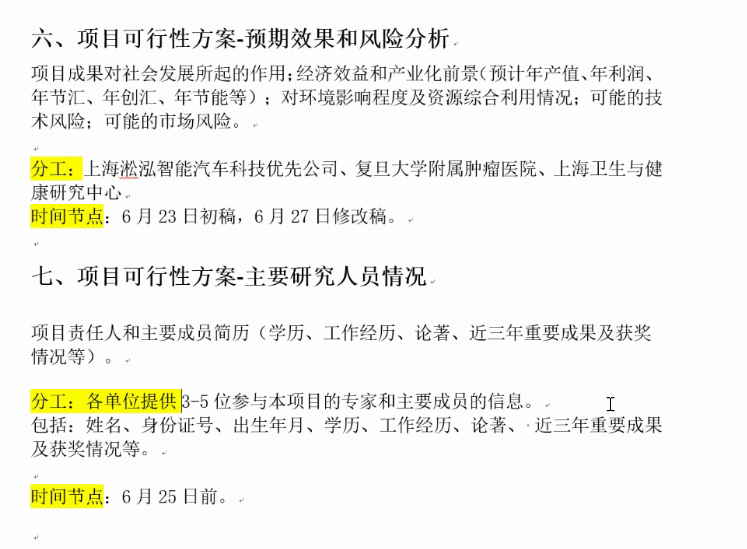 六、项目可行性方案-预期效果和风险分析
项目成果对社会发展所起的作用；经济效益和产业化前景（预计年产值、年利润、
年节汇、年创汇、年节能等）；对环境影响程度及资源综合利用情况；可能的技
术风险；可能的市场风险。
分工：上海淞泓智能汽车科技优先公司、复旦大学附属肿瘤医院、上海卫生与健
康研究中心
时间节点：6 月 23 日初稿，6 月 27 日修改稿。
七、项目可行性方案-主要研究人员情况
项目责任人和主要成员简历（学历、工作经历、论著、近三年重要成果及获奖
情况等）。
分工：各单位提供 3-5 位参与本项目的专家和主要成员的信息。
包括：姓名、身份证号、出生年月、学历、工作经历、论著、 近三年重要成果
及获奖情况等。
时间节点：6 月 25 日前。